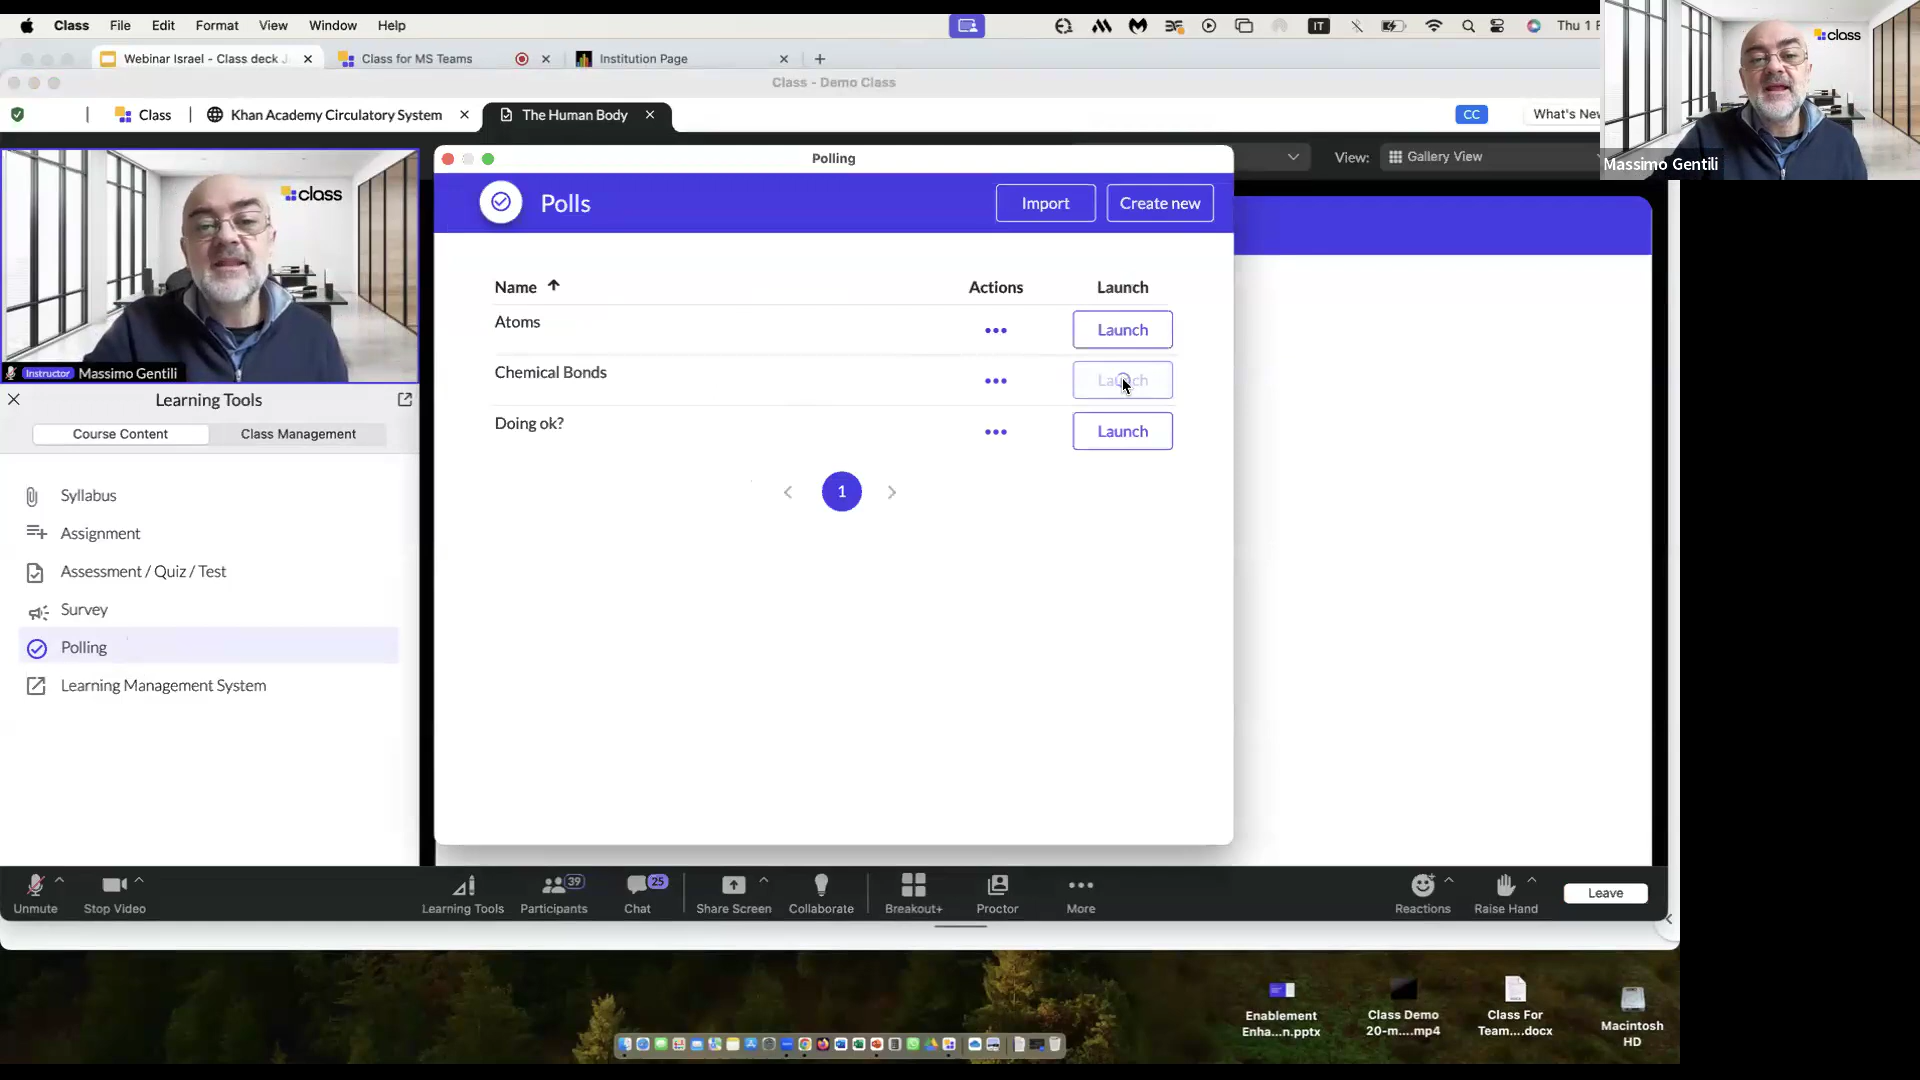 Class File Edit Format View Window Help IT Thu 1 F
Webinar Israel - Class deck J Class for MS Teams Institution Page
Class - Demo Class
Class Khan Academy Circulatory System The Human Body CC What's New
Polling
View: Gallery View
Massimo Gentili
class
class
Polls Import Create new
Name Actions Launch
Atoms Launch
Chemical Bonds Launch
Doing ok? Launch
1
Instructor Massimo Gentili
Learning Tools
Course Content Class Management
Syllabus
Assignment
Assessment / Quiz / Test
Survey
Polling
Learning Management System
39 25
Unmute Stop Video Learning Tools Participants Chat Share Screen Collaborate Breakout+ Proctor More Reactions Raise Hand Leave
Enablement
Enha...n.pptx
Class Demo
20-m....mp4
Class For
Team....docx
Macintosh
HD